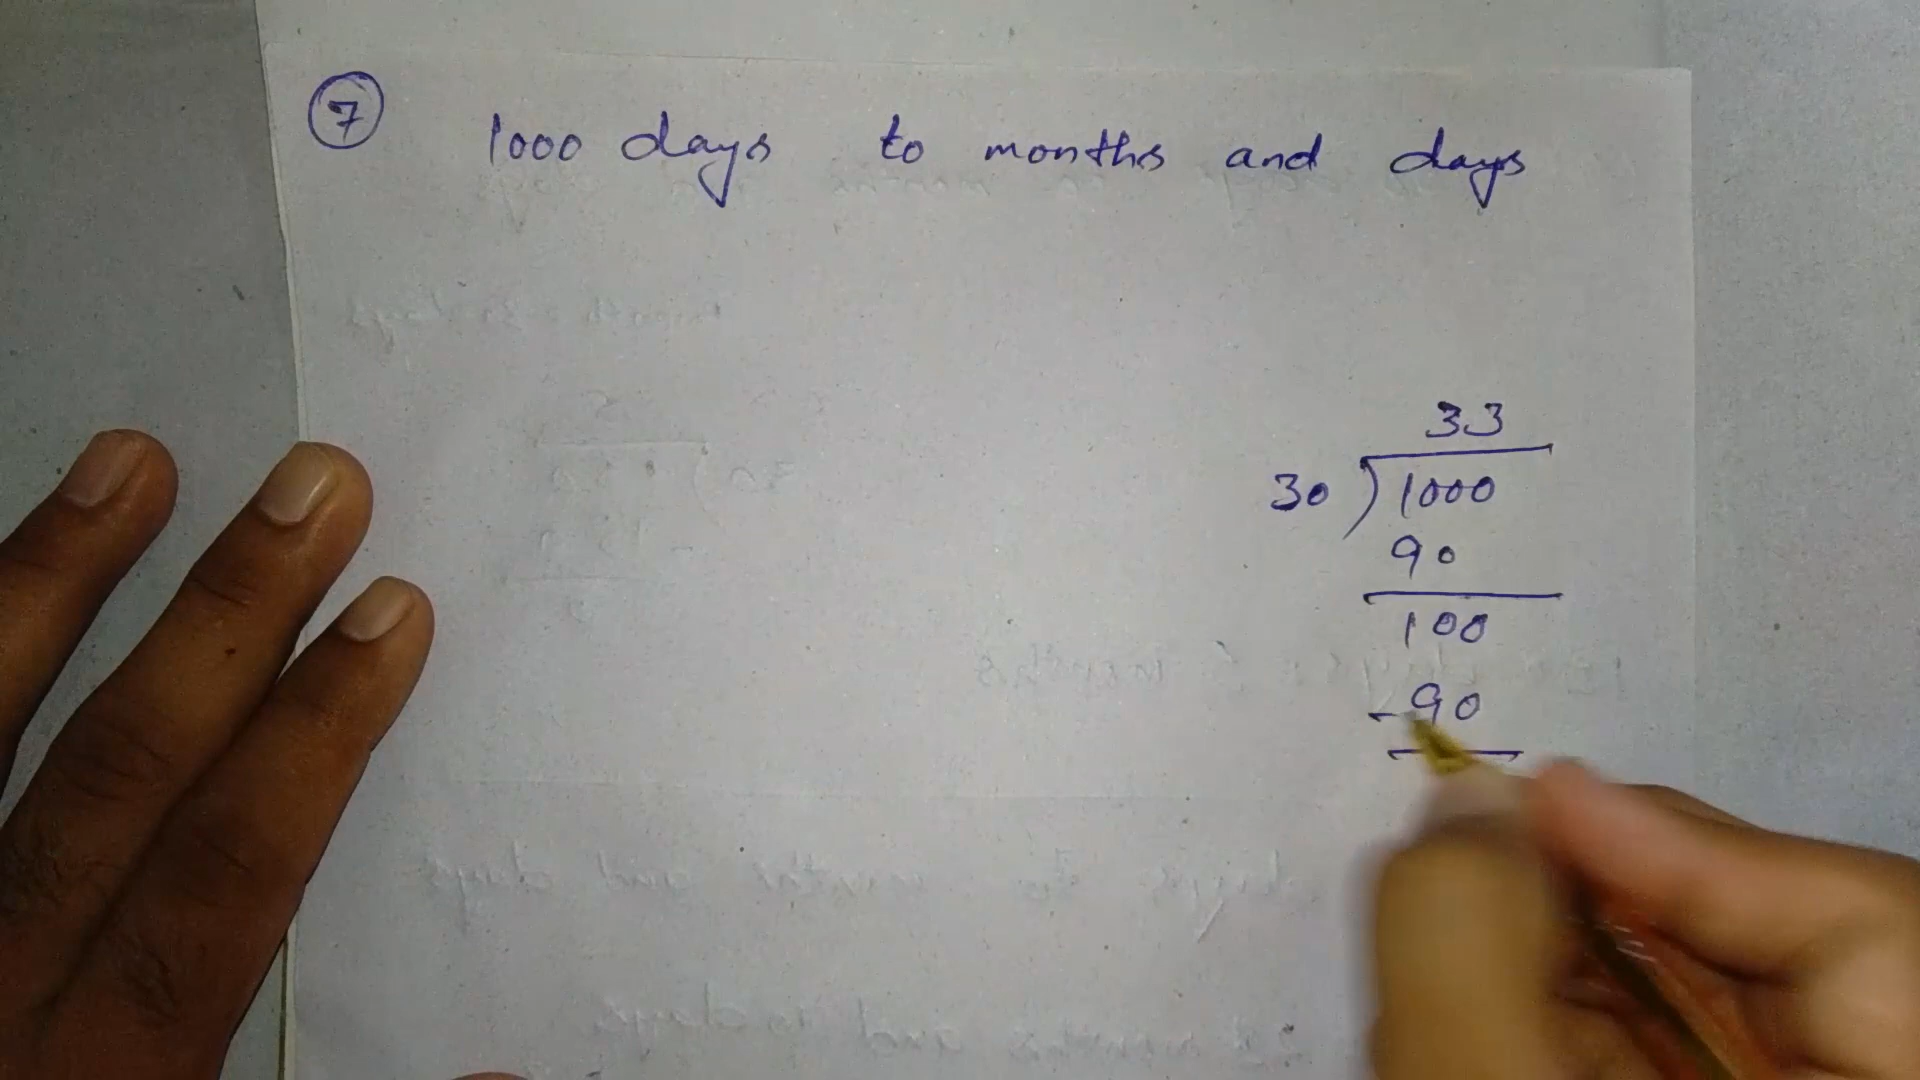 7 1000 days to months and days
33
30 ) 1000
90
100
- 90